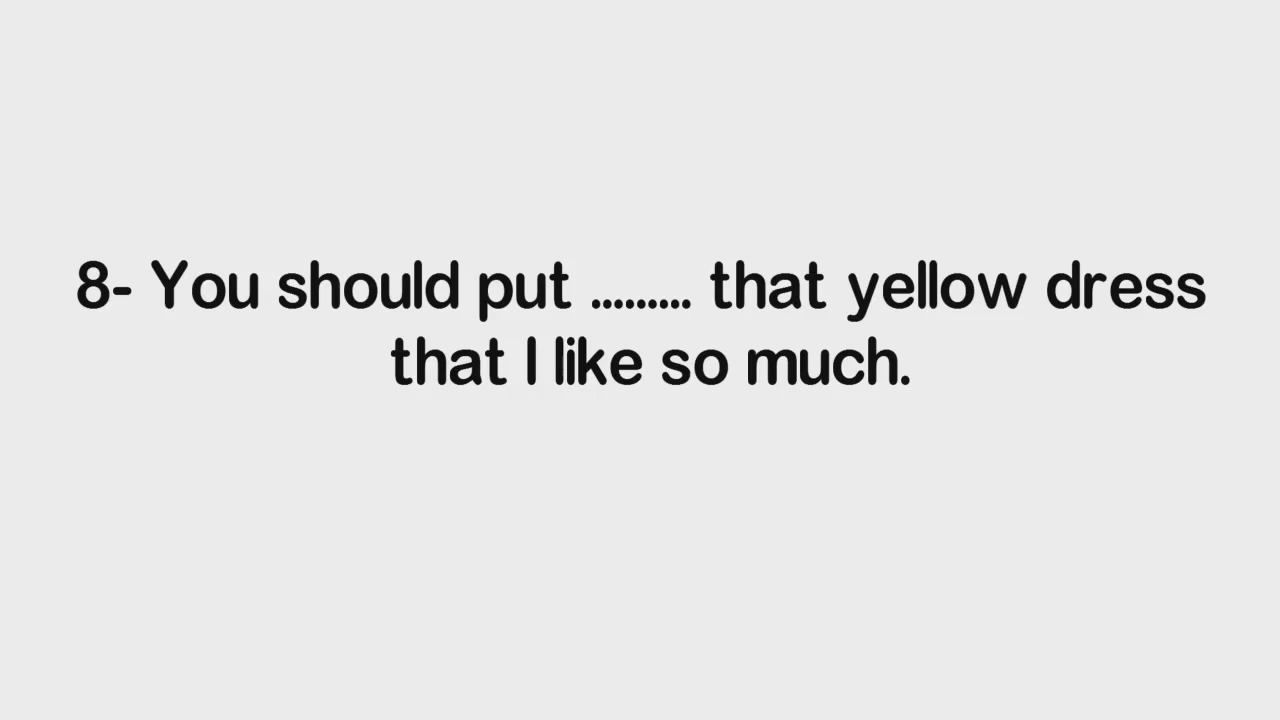 8- You should put ......... that yellow dress
that I like so much.